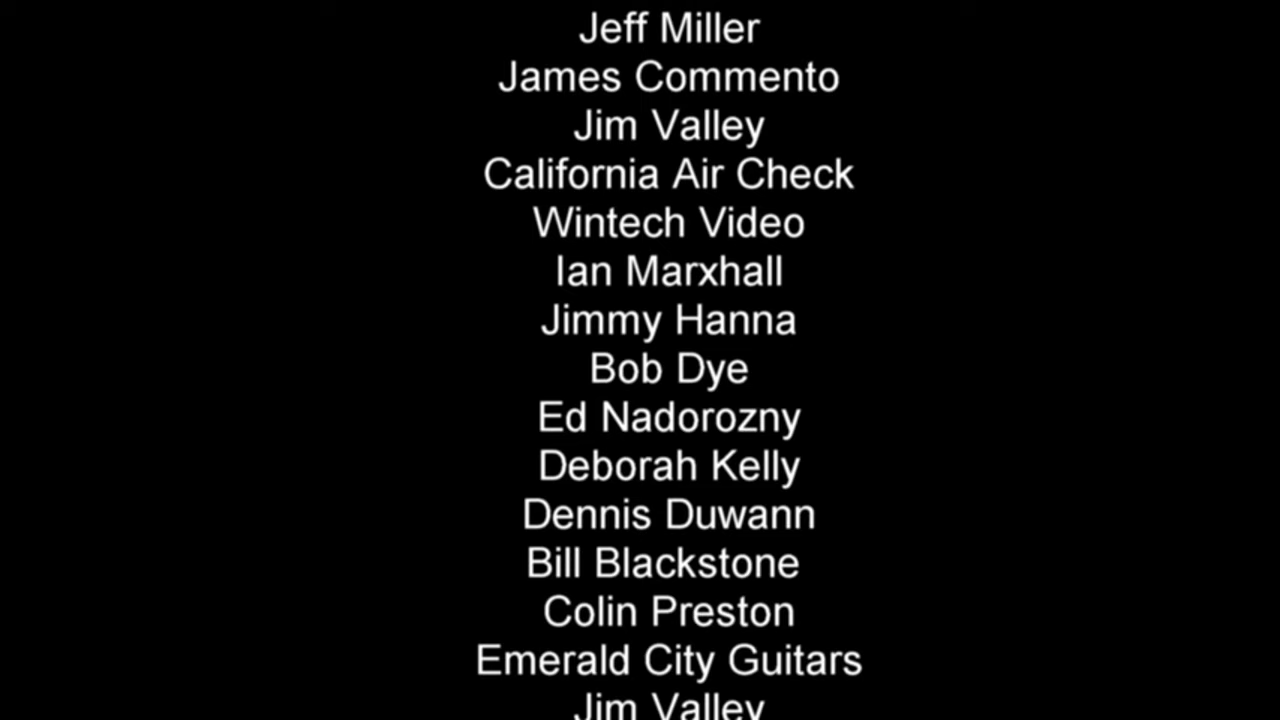 Jeff Miller
James Commento
Jim Valley
California Air Check
Wintech Video
Ian Marxhall
Jimmy Hanna
Bob Dye
Ed Nadorozny
Deborah Kelly
Dennis Duwann
Bill Blackstone
Colin Preston
Emerald City Guitars
Jim Valley